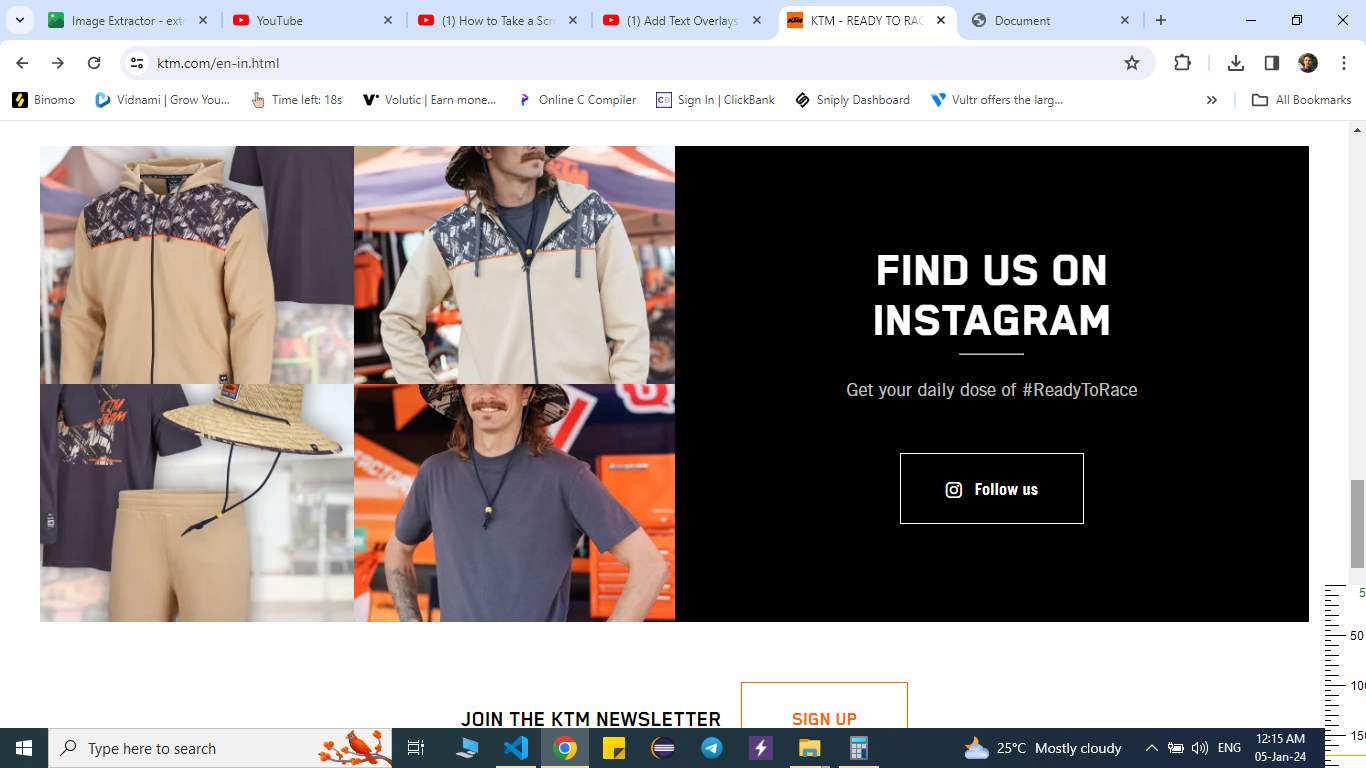 Image Extractor - extr
YouTube
(1) How to Take a Scr
(1) Add Text Overlays
KTM - READY TO RAC
Document
ktm.com/en-in.html
Binomo
Vidnami | Grow You...
Time left: 18s
Volutic | Earn mone...
Online C Compiler
CB
Sign In | ClickBank
Sniply Dashboard
Vultr offers the larg...
»
All Bookmarks
FIND US ON
INSTAGRAM
Get your daily dose of #ReadyToRace
Follow us
FACTOR
5
50
100
150
JOIN THE KTM NEWSLETTER
SIGN UP
Type here to search
25°C Mostly cloudy
ENG
12:15 AM
05-Jan-24